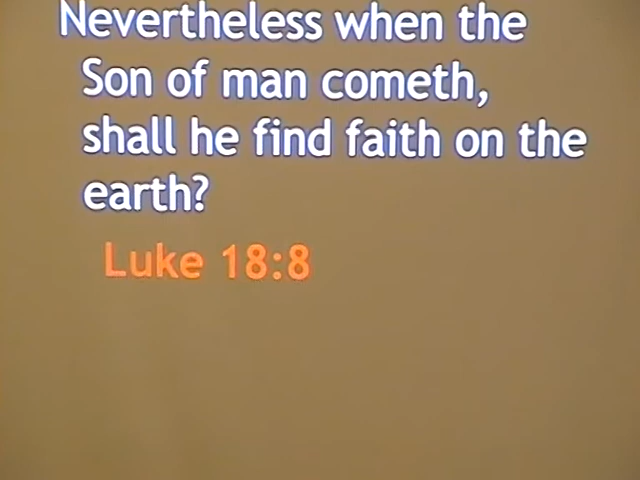 Nevertheless when the
Son of man cometh,
shall he find faith on the
earth?
Luke 18:8